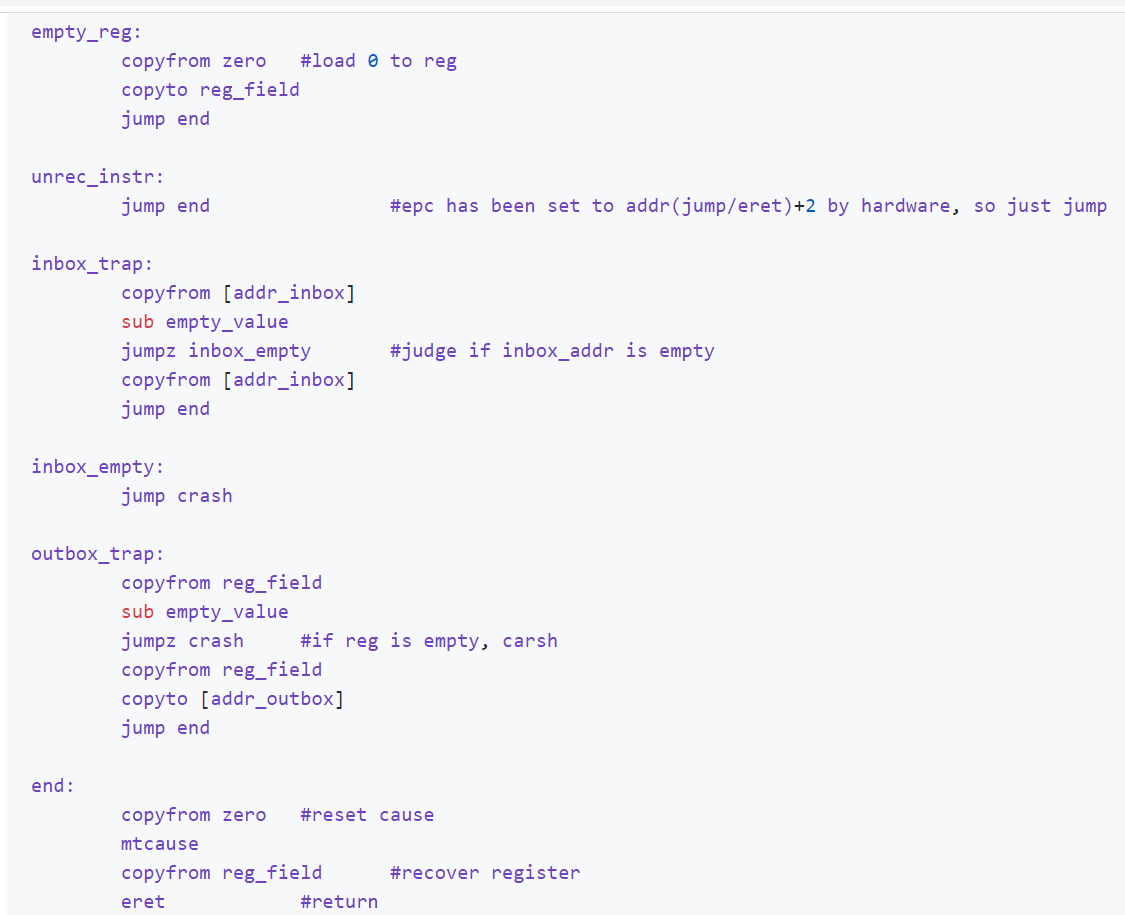 empty_reg:
copyfrom zero #load 0 to reg
copyto reg_field
jump end
unrec_instr:
jump end #epc has been set to addr(jump/eret)+2 by hardware, so just jump
inbox_trap:
copyfrom [addr_inbox]
sub empty_value
jumpz inbox_empty #judge if inbox_addr is empty
copyfrom [addr_inbox]
jump end
inbox_empty:
jump crash
outbox_trap:
copyfrom reg_field
sub empty_value
jumpz crash #if reg is empty, carsh
copyfrom reg_field
copyto [addr_outbox]
jump end
end:
copyfrom zero #reset cause
mtcause
copyfrom reg_field #recover register
eret #return